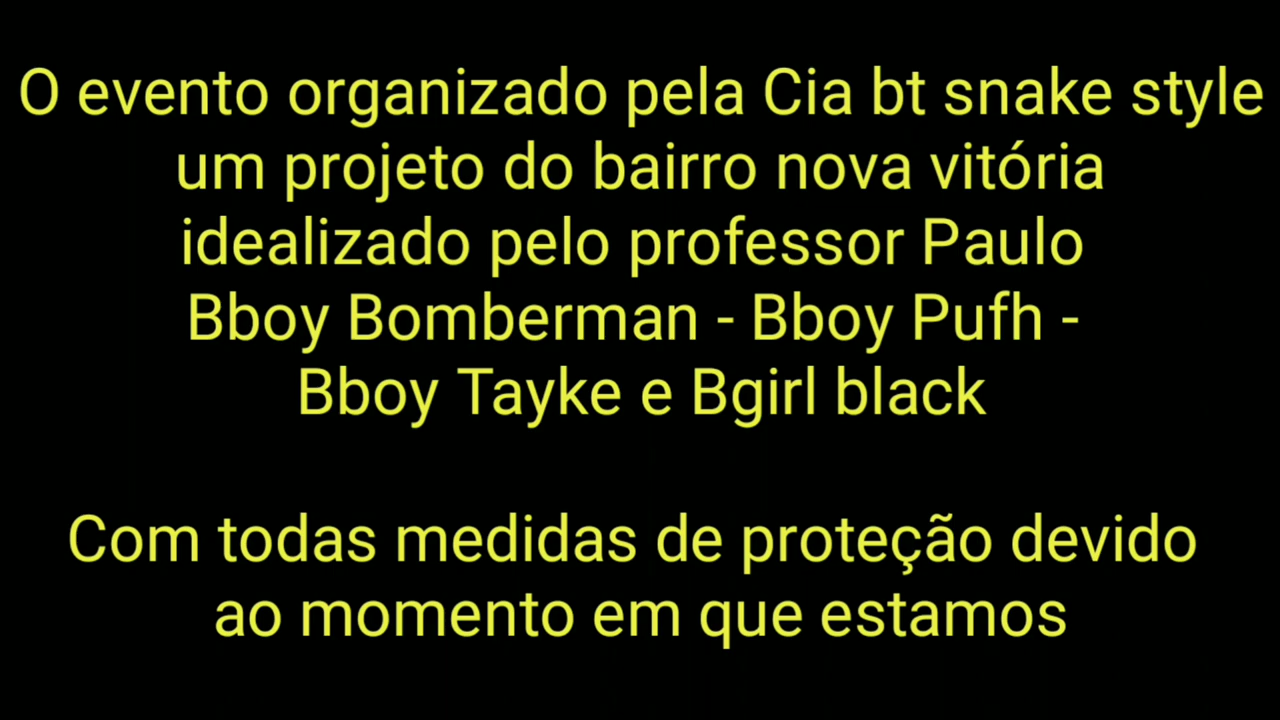 O evento organizado pela Cia bt snake style
um projeto do bairro nova vitória
idealizado pelo professor Paulo
Bboy Bomberman - Bboy Pufh -
Bboy Tayke e Bgirl black
Com todas medidas de proteção devido
ao momento em que estamos